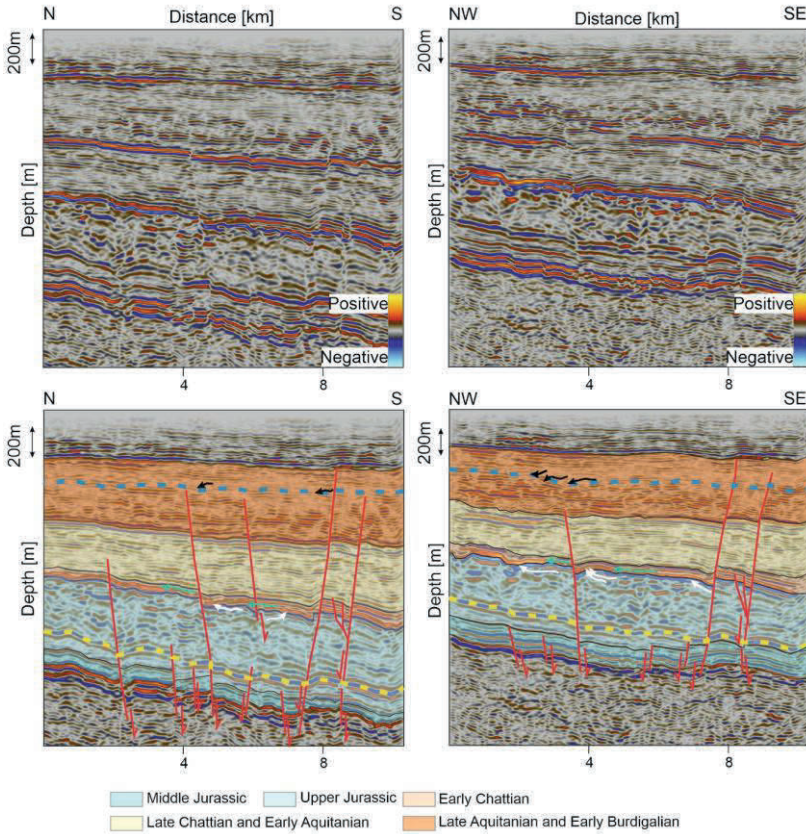 N Distance [km] S
200m
Depth [m]
Positive
Negative
4 8
NW Distance [km] SE
200m
Depth [m]
Positive
Negative
4 8
N S
200m
Depth [m]
4 8
NW SE
200m
Depth [m]
4 8
Middle Jurassic Upper Jurassic Early Chattian
Late Chattian and Early Aquitanian Late Aquitanian and Early Burdigalian